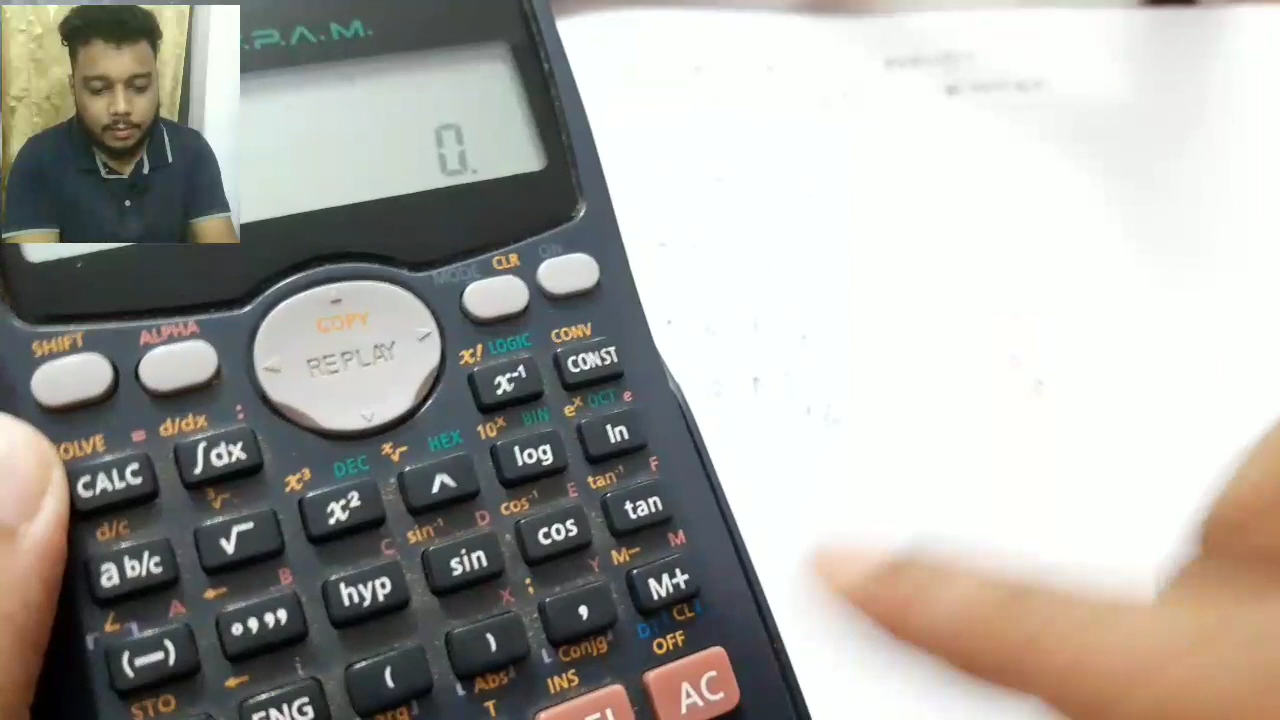 .P.A.M.
0.
MODE CLR ON
SHIFT ALPHA
COPY
REPLAY
x! LOGIC CONV
x⁻¹ CONST
SOLVE = d/dx :
CALC ∫dx
x³ DEC ˣ√ HEX 10ˣ BIN eˣ OCT e
x² ^ log ln
d/c ³√ sin⁻¹ D cos⁻¹ E tan⁻¹ F
a b/c √ sin cos tan
∠ A ← B C X ; Y M− M
(−) ° ’ ’ ’ hyp ) , M+
STO ← i Abs Conjg CL
ENG ( OFF
arg T INS
AC